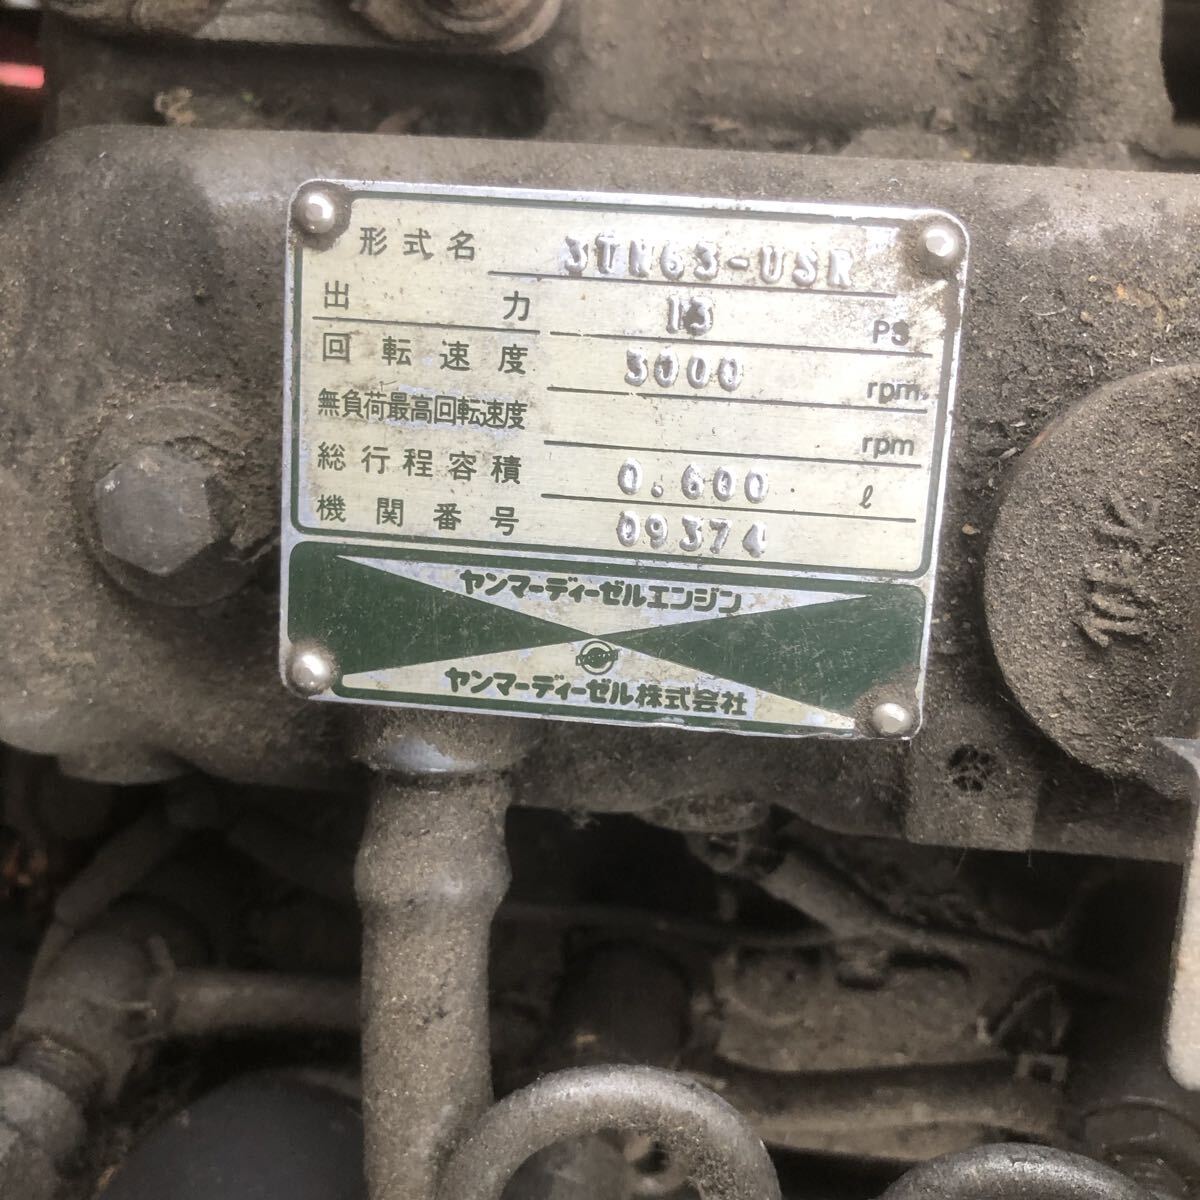 形式名 3TN63-USR
出力 13 PS
回転速度 3000 rpm
無負荷最高回転速度 rpm
総行程容積 0.600 ℓ
機関番号 09374
ヤンマーディーゼルエンジン
ヤンマーディーゼル株式会社